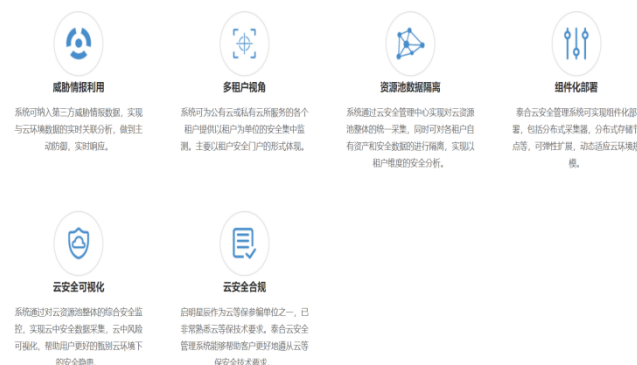 威胁情报利用
系统可纳入第三方威胁情报数据，实现
与云环境数据的实时关联分析，做到主
动防御，实时响应。
多租户视角
系统可为公有云或私有云所服务的各个
租户提供以租户为单位的安全集中监
测。主要以租户安全门户的形式体现。
资源池数据隔离
系统通过云安全管理中心实现对云资源
池整体的统一采集，同时可对各租户自
有资产和安全数据的进行隔离，实现以
租户维度的安全分析。
组件化部署
泰合云安全管理系统可实现组件化部
署，包括分布式采集器、分布式存储节
点等，可弹性扩展，动态适应云环境规
模。
云安全可视化
系统通过对云资源池整体的综合安全监
控，实现云中安全数据采集，云中风险
可视化，帮助用户更好的甄别云环境下
的安全隐患。
云安全合规
启明星辰作为云等保参编单位之一，已
非常熟悉云等保技术要求。泰合云安全
管理系统能够帮助客户更好地遵从云等
保安全技术要求。